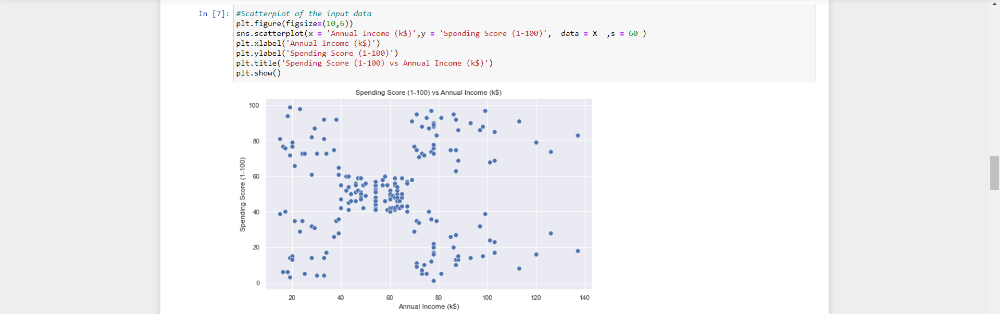 In [7]:
#Scatterplot of the input data
plt.figure(figsize=(10,6))
sns.scatterplot(x = 'Annual Income (k$)',y = 'Spending Score (1-100)',  data = X  ,s = 60 )
plt.xlabel('Annual Income (k$)')
plt.ylabel('Spending Score (1-100)')
plt.title('Spending Score (1-100) vs Annual Income (k$)')
plt.show()
Spending Score (1-100) vs Annual Income (k$)
100
80
60
40
20
0
Spending Score (1-100)
20 40 60 80 100 120 140
Annual Income (k$)